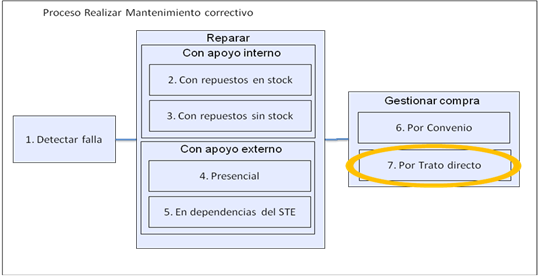 Proceso Realizar Mantenimiento correctivo
Reparar
Con apoyo interno
2. Con repuestos en stock
3. Con repuestos sin stock
1. Detectar falla
Con apoyo externo
4. Presencial
5. En dependencias del STE
Gestionar compra
6. Por Convenio
7. Por Trato directo